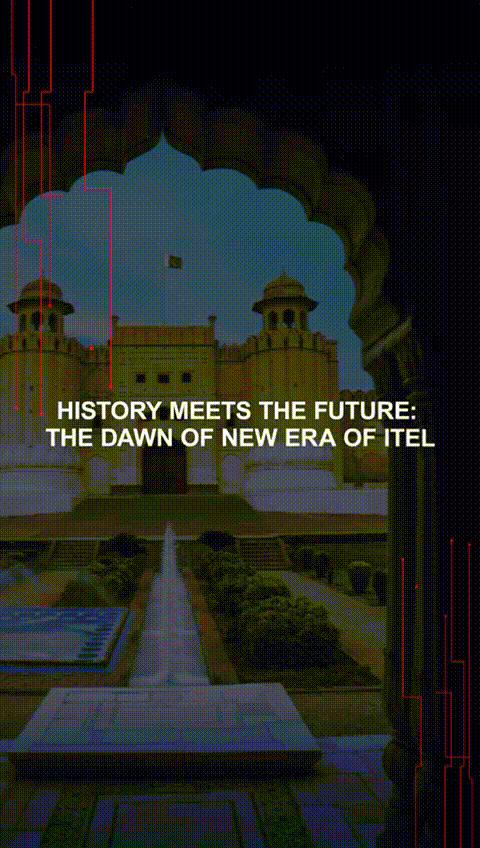 HISTORY MEETS THE FUTURE:
THE DAWN OF NEW ERA OF ITEL